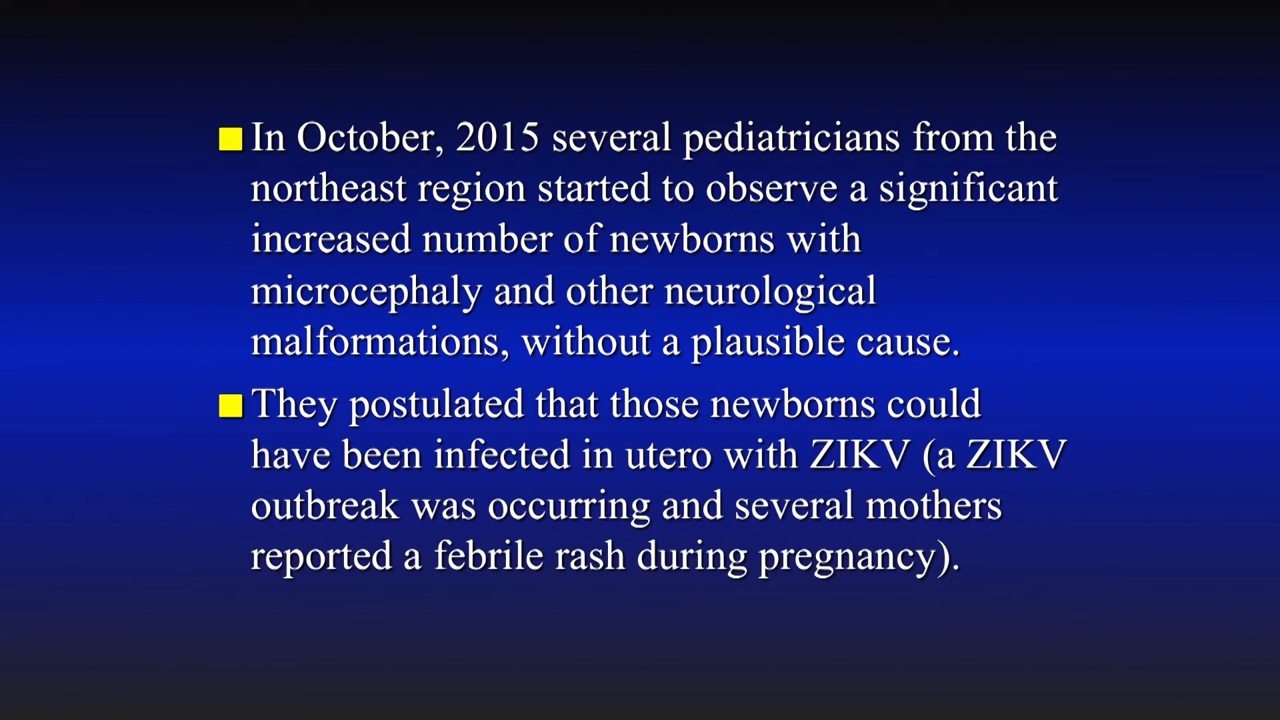 In October, 2015 several pediatricians from the
northeast region started to observe a significant
increased number of newborns with
microcephaly and other neurological
malformations, without a plausible cause.
They postulated that those newborns could
have been infected in utero with ZIKV (a ZIKV
outbreak was occurring and several mothers
reported a febrile rash during pregnancy).